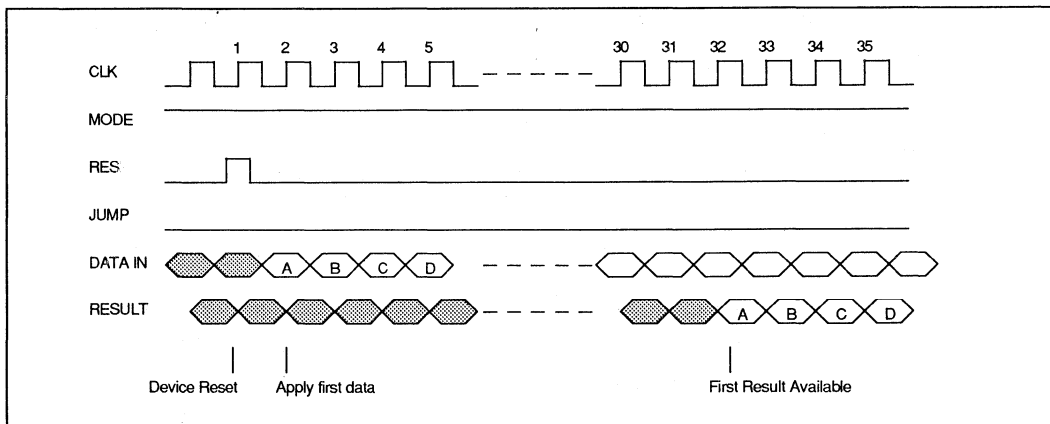 1 2 3 4 5 30 31 32 33 34 35
CLK
MODE
RES
JUMP
DATA IN A B C D
RESULT A B C D
Device Reset Apply first data First Result Available